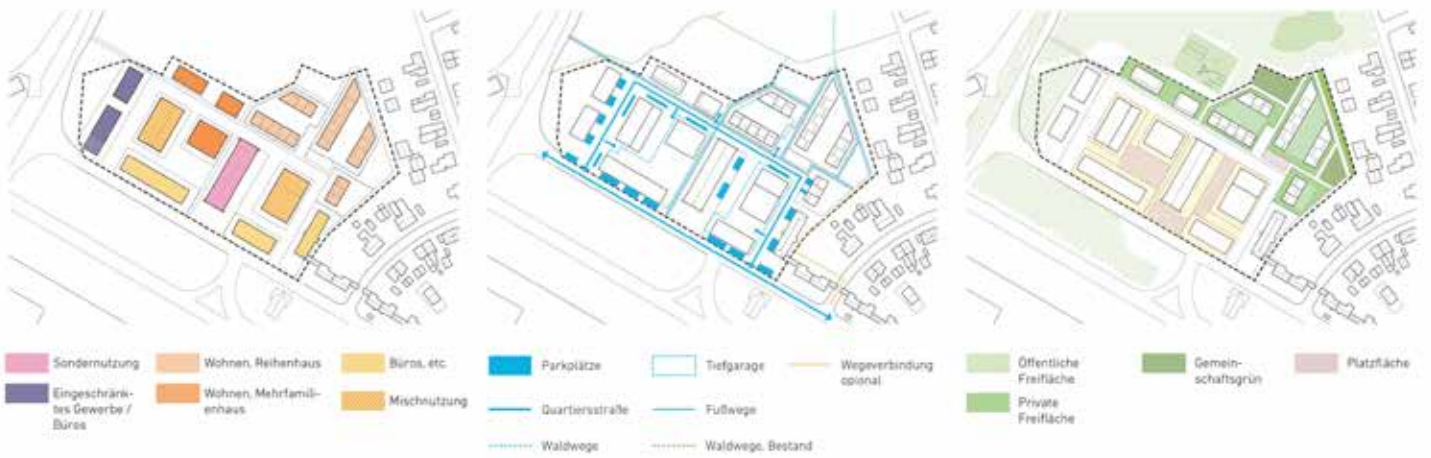 Sondernutzung
Wohnen, Reihenhaus
Büros, etc.
Eingeschränk-
tes Gewerbe /
Büros
Wohnen, Mehrfamili-
enhaus
Mischnutzung
Parkplätze
Tiefgarage
Wegeverbindung
opional
Quartiersstraße
Fußwege
Waldwege
Waldwege, Bestand
Öffentliche
Freifläche
Gemein-
schaftsgrün
Platzfläche
Private
Freifläche